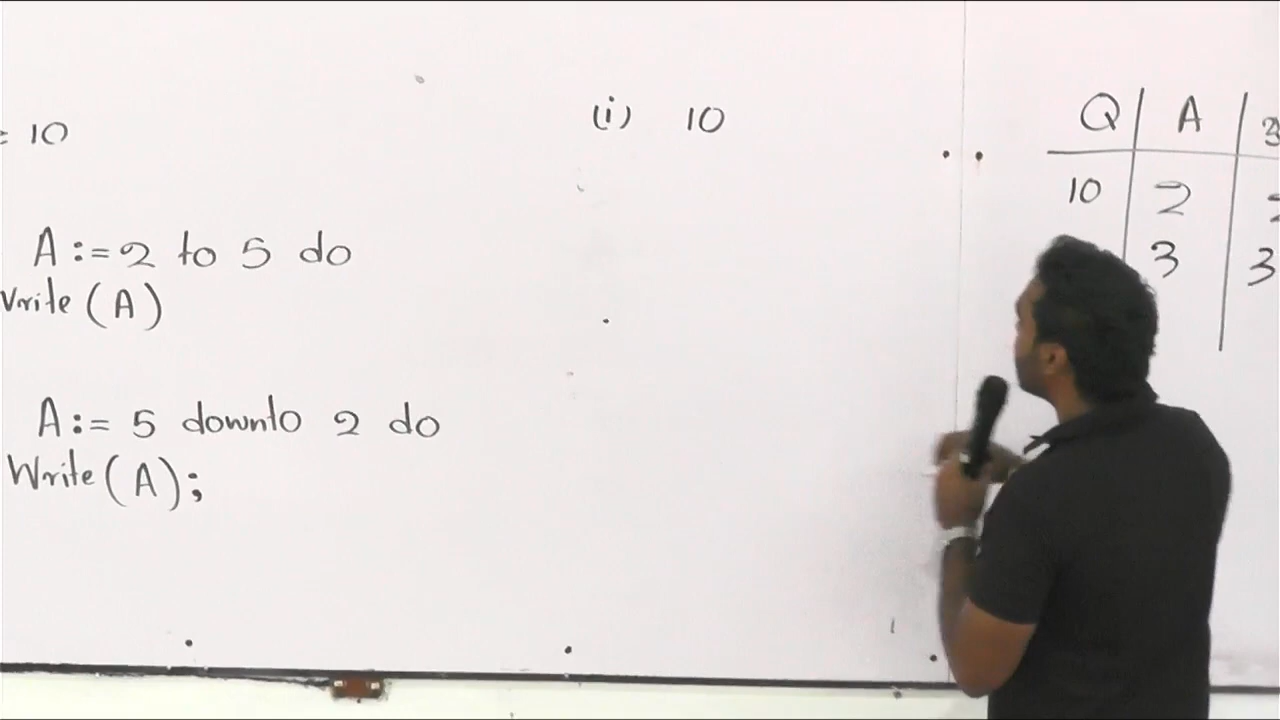 = 10
A := 2 to 5 do
Write (A)
A := 5 downto 2 do
Write (A);
(i) 10
Q A
10 2
3 3